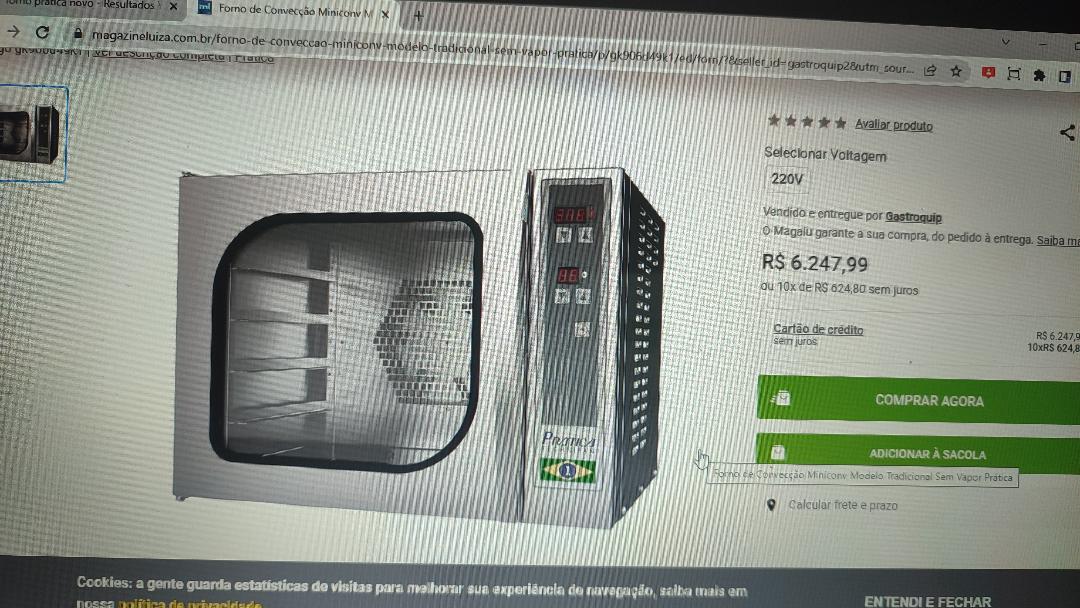 prática novo - Resultados
Forno de Convecção Miniconv M
magazineluiza.com.br/forno-de-conveccao-miniconv-modelo-tradicional-sem-vapor-pratica/p/gk906d49k1/ed/forn/?&seller_id=gastroquip2&utm_sour...
ver descrição completa | Prática
Avaliar produto
Selecionar Voltagem
220V
Vendido e entregue por Gastroquip
O Magalu garante a sua compra, do pedido à entrega. Saiba ma
R$ 6.247,99
ou 10x de R$ 624,80 sem juros
Cartão de crédito
sem juros
R$ 6.247,9
10xR$ 624,8
COMPRAR AGORA
ADICIONAR À SACOLA
Forno de Convecção Miniconv Modelo Tradicional Sem Vapor Prática
Calcular frete e prazo
PRATICA
1
Cookies: a gente guarda estatísticas de visitas para melhorar sua experiência de navegação, saiba mais em
nossa política de privacidade.
ENTENDI E FECHAR